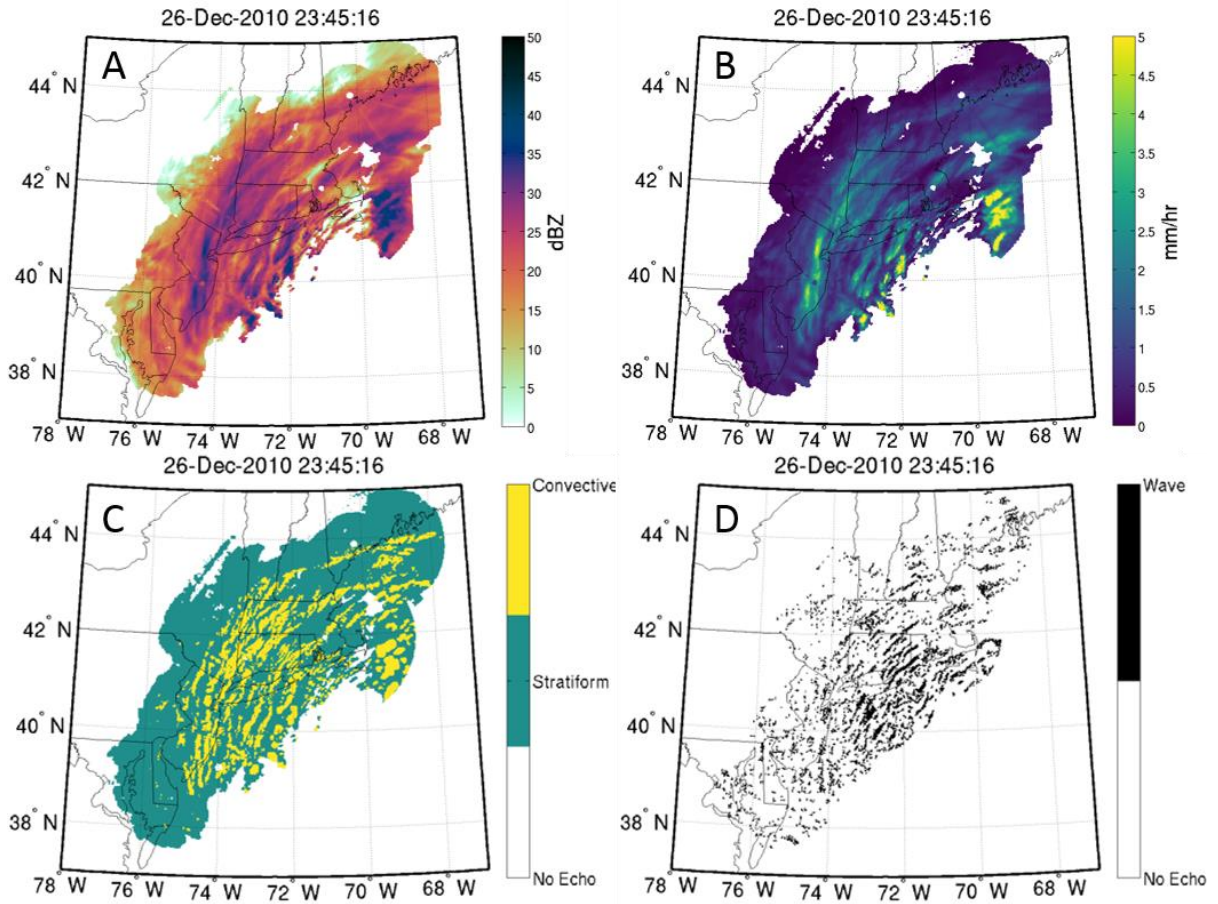 26-Dec-2010 23:45:16
A
44° N
42° N
40° N
38° N
78° W
76° W
74° W
72° W
70° W
68° W
50
45
40
35
30
25
20
15
10
5
0
dBZ
26-Dec-2010 23:45:16
B
44° N
42° N
40° N
38° N
78° W
76° W
74° W
72° W
70° W
68° W
5
4.5
4
3.5
3
2.5
2
1.5
1
0.5
0
mm/hr
26-Dec-2010 23:45:16
C
44° N
42° N
40° N
38° N
78° W
76° W
74° W
72° W
70° W
68° W
Convective
Stratiform
No Echo
26-Dec-2010 23:45:16
D
44° N
42° N
40° N
38° N
78° W
76° W
74° W
72° W
70° W
68° W
Wave
No Echo